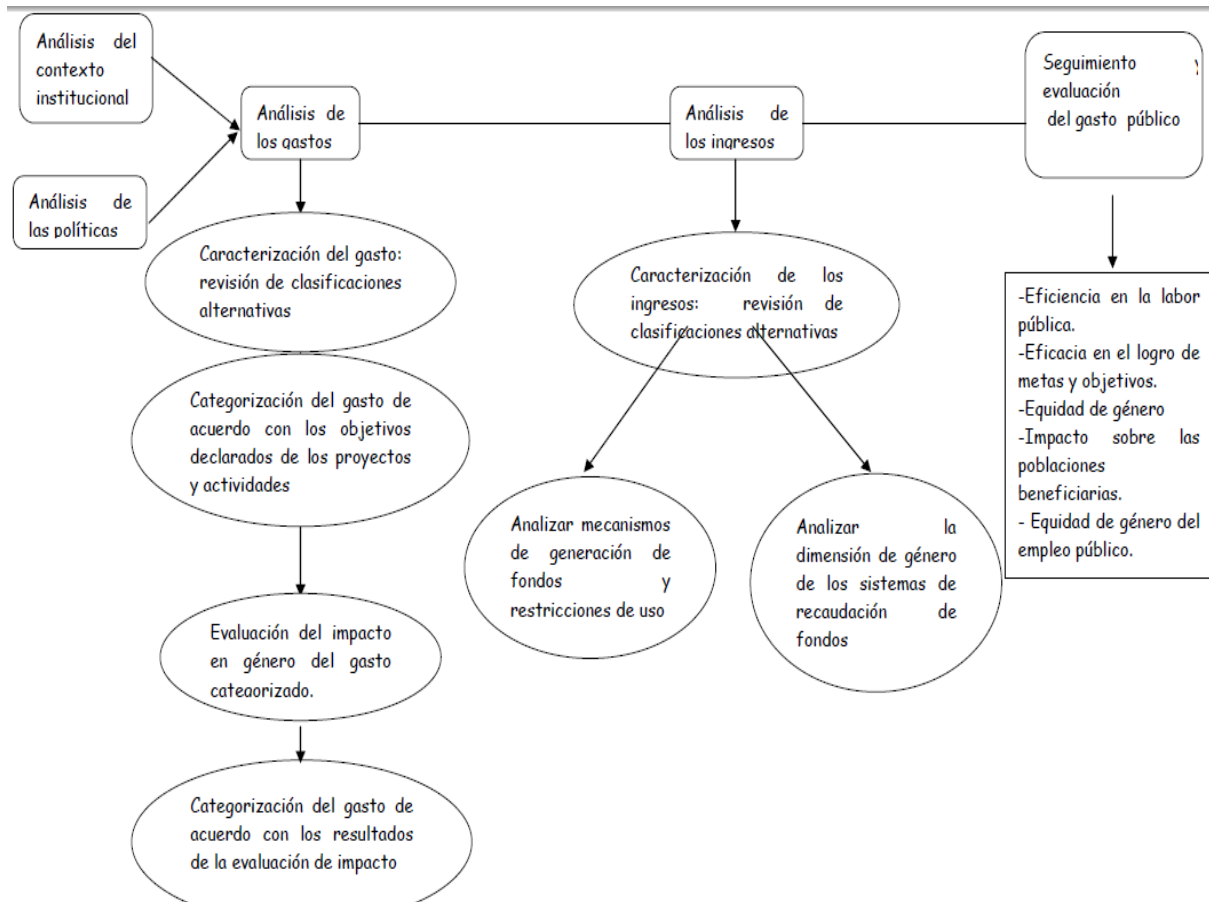 Análisis del
contexto
institucional
Análisis de
las políticas
Análisis de
los gastos
Análisis de
los ingresos
Seguimiento y
evaluación
del gasto público
Caracterización del gasto:
revisión de clasificaciones
alternativas
Categorización del gasto de
acuerdo con los objetivos
declarados de los proyectos
y actividades
Evaluación del impacto
en género del gasto
categorizado.
Categorización del gasto de
acuerdo con los resultados
de la evaluación de impacto
Caracterización de los
ingresos: revisión de
clasificaciones alternativas
Analizar mecanismos
de generación de
fondos y
restricciones de uso
Analizar la
dimensión de género
de los sistemas de
recaudación de
fondos
-Eficiencia en la labor
pública.
-Eficacia en el logro de
metas y objetivos.
-Equidad de género
-Impacto sobre las
poblaciones
beneficiarias.
- Equidad de género del
empleo público.